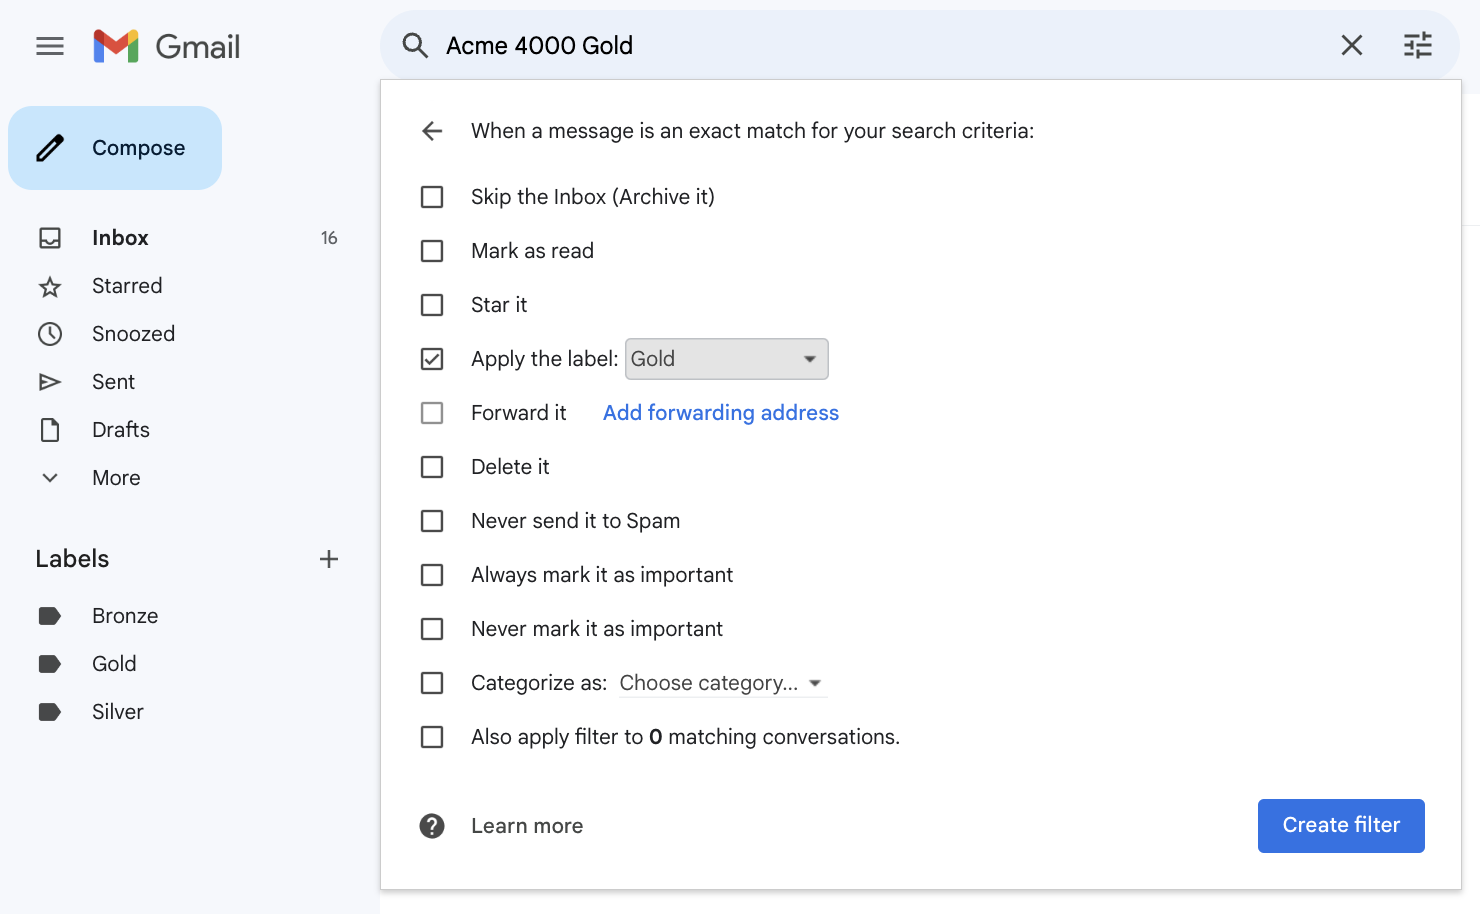 Gmail
Acme 4000 Gold
Compose
Inbox 16
Starred
Snoozed
Sent
Drafts
More
Labels
Bronze
Gold
Silver
When a message is an exact match for your search criteria:
Skip the Inbox (Archive it)
Mark as read
Star it
Apply the label: Gold
Forward it Add forwarding address
Delete it
Never send it to Spam
Always mark it as important
Never mark it as important
Categorize as: Choose category...
Also apply filter to 0 matching conversations.
Learn more
Create filter